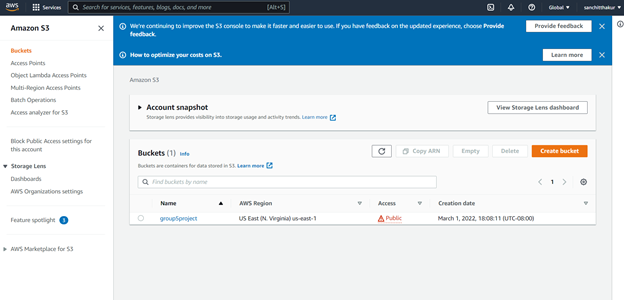 aws Services Search for services, features, blogs, docs, and more [Alt+S] Global sanchitthakur
Amazon S3
Buckets
Access Points
Object Lambda Access Points
Multi-Region Access Points
Batch Operations
Access analyzer for S3
Block Public Access settings for
this account
Storage Lens
Dashboards
AWS Organizations settings
Feature spotlight 3
AWS Marketplace for S3
We're continuing to improve the S3 console to make it faster and easier to use. If you have feedback on the updated experience, choose Provide
feedback.
Provide feedback
How to optimize your costs on S3.
Learn more
Amazon S3
Account snapshot
Storage lens provides visibility into storage usage and activity trends. Learn more
View Storage Lens dashboard
Buckets (1) Info
Copy ARN Empty Delete Create bucket
Buckets are containers for data stored in S3. Learn more
Find buckets by name
1
Name AWS Region Access Creation date
group5project US East (N. Virginia) us-east-1 Public March 1, 2022, 18:08:11 (UTC-08:00)